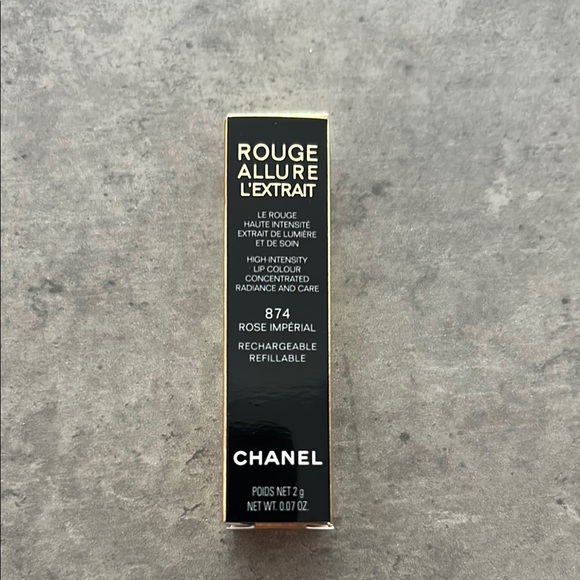 ROUGE
ALLURE
L'EXTRAIT
LE ROUGE
HAUTE INTENSITÉ
EXTRAIT DE LUMIÈRE
ET DE SOIN
HIGH-INTENSITY
LIP COLOUR
CONCENTRATED
RADIANCE AND CARE
874
ROSE IMPÉRIAL
RECHARGEABLE
REFILLABLE
CHANEL
POIDS NET 2 g
NET WT. 0.07 OZ.